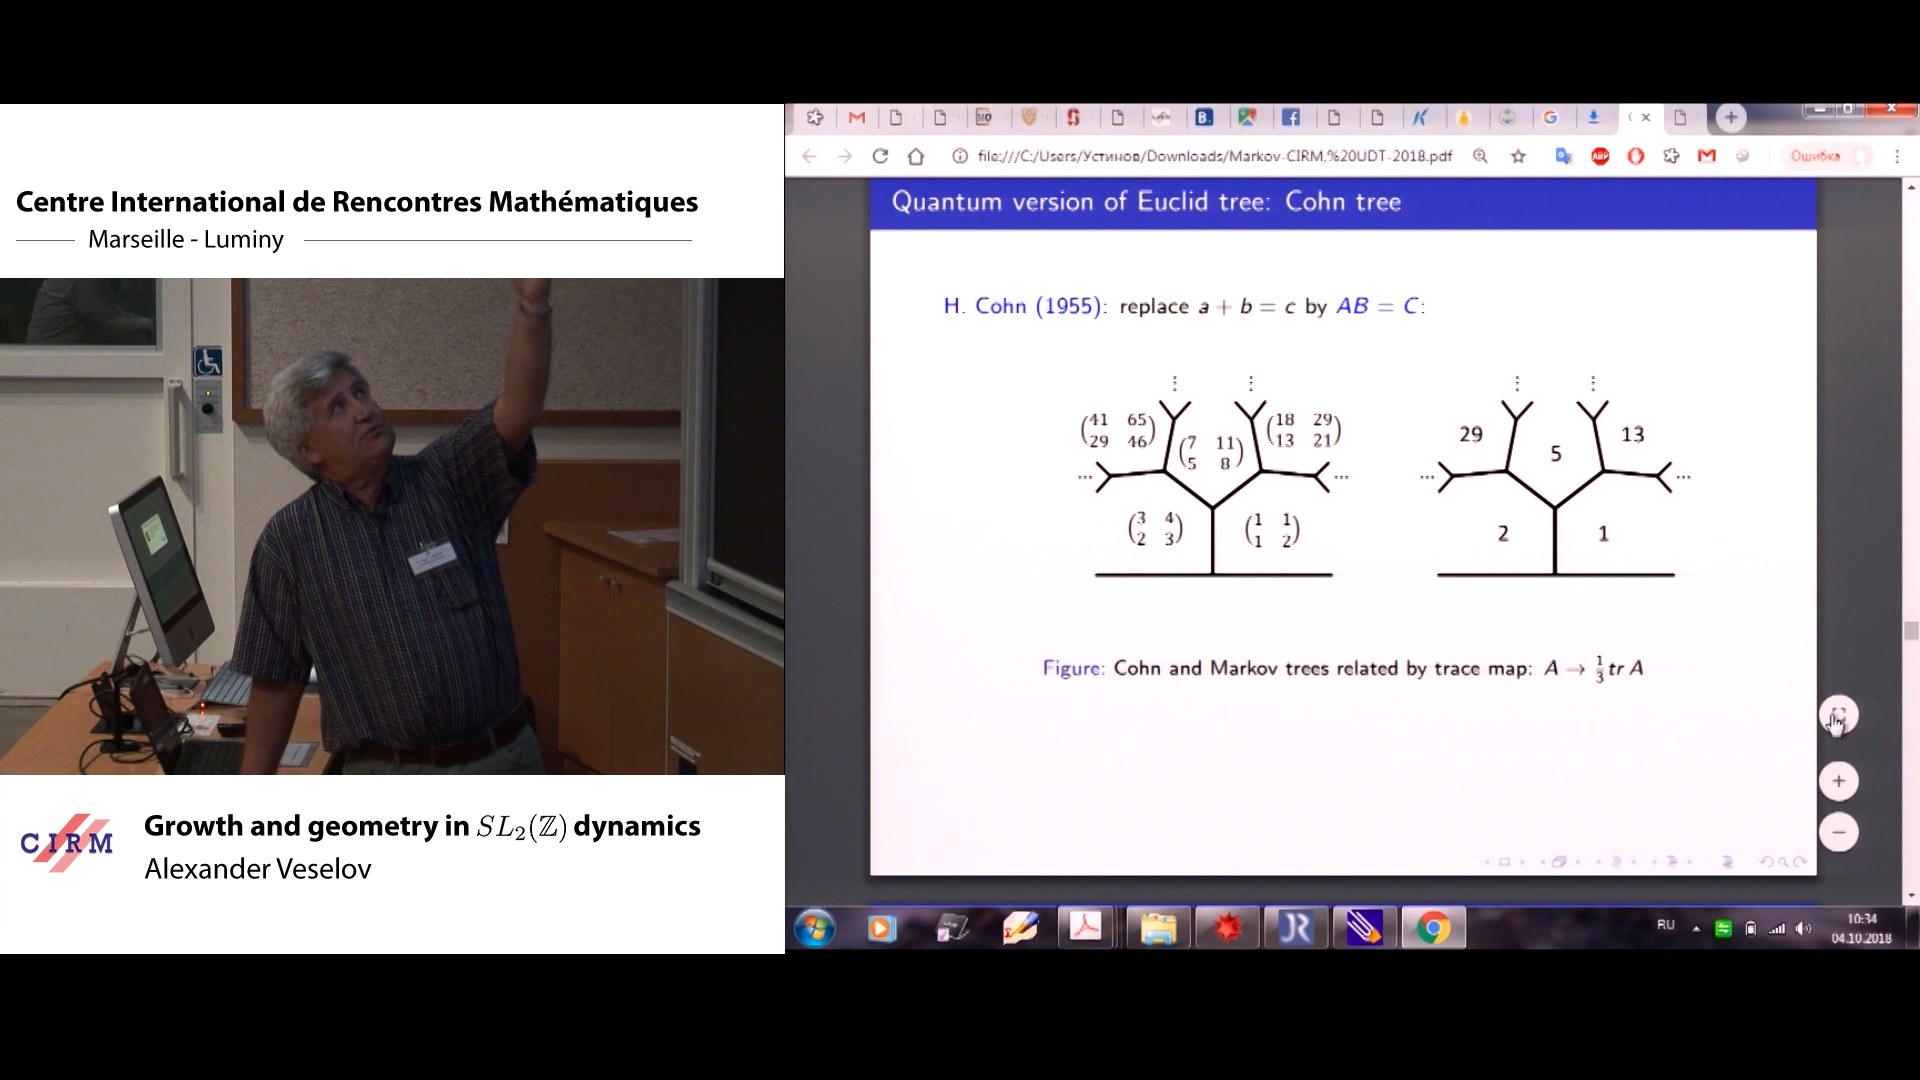 Centre International de Rencontres Mathématiques
Marseille - Luminy
CIRM
Growth and geometry in SL₂(ℤ) dynamics
Alexander Veselov
file:///C:/Users/Устинов/Downloads/Markov-CIRM,%20UDT-2018.pdf
ABP
Ошибка
Quantum version of Euclid tree: Cohn tree
H. Cohn (1955): replace a + b = c by AB = C:
⋮ ⋮ ⋮ ⋮
(41 65
29 46)
(7 11
5 8)
(18 29
13 21)
29
5
13
... ... ... ...
(3 4
2 3)
(1 1
1 2)
2
1
Figure: Cohn and Markov trees related by trace map: A → 1/3 tr A
RU
10:34
04.10.2018